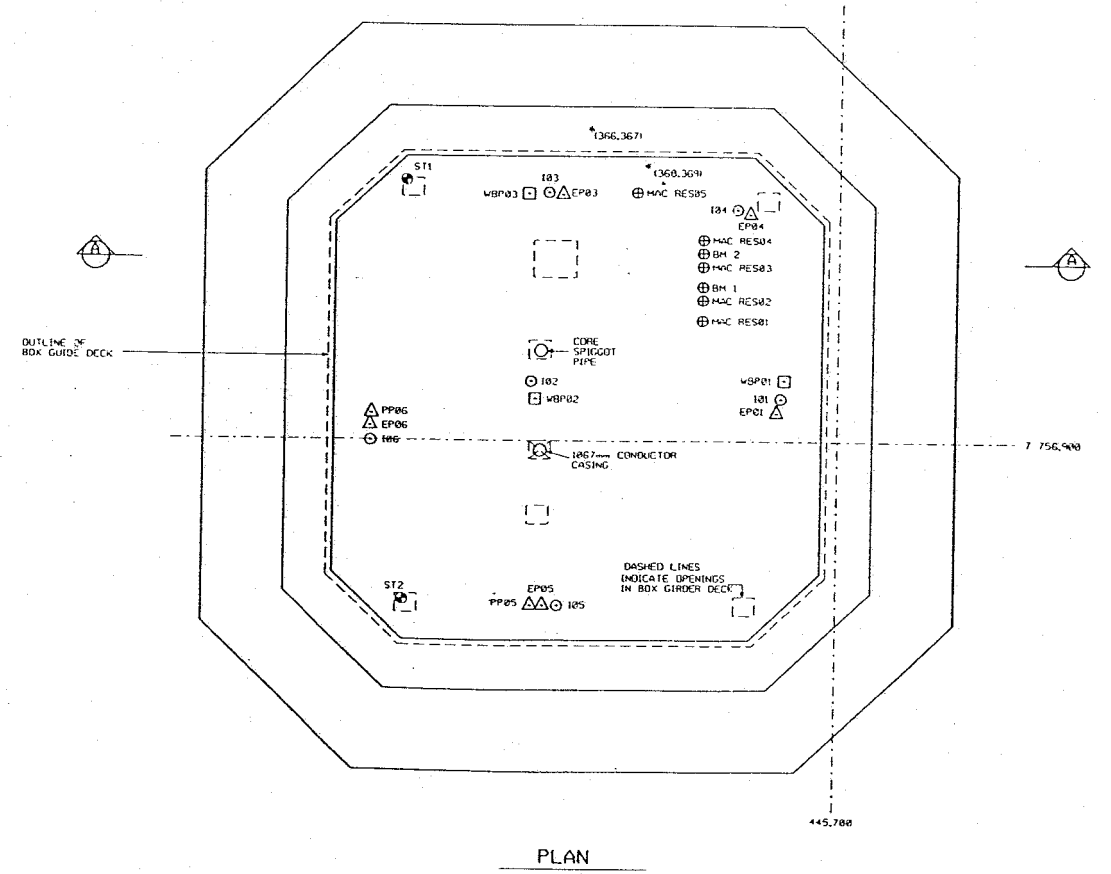 *(366.367)
*(368.369)
ST1
I03
WBP03
EP03
MAC RES05
I04
EP04
MAC RES04
BM 2
MAC RES03
BM 1
MAC RES02
MAC RES01
A
A
OUTLINE OF
BOX GUIDE DECK
CORE
SPIGGOT
PIPE
I02
WBP02
WBP01
I01
EP01
PP06
EP06
I06
1067mm CONDUCTOR
CASING
7 756,900
DASHED LINES
INDICATE OPENINGS
IN BOX GIRDER DECK
ST2
EP05
PP05
I05
445,700
PLAN